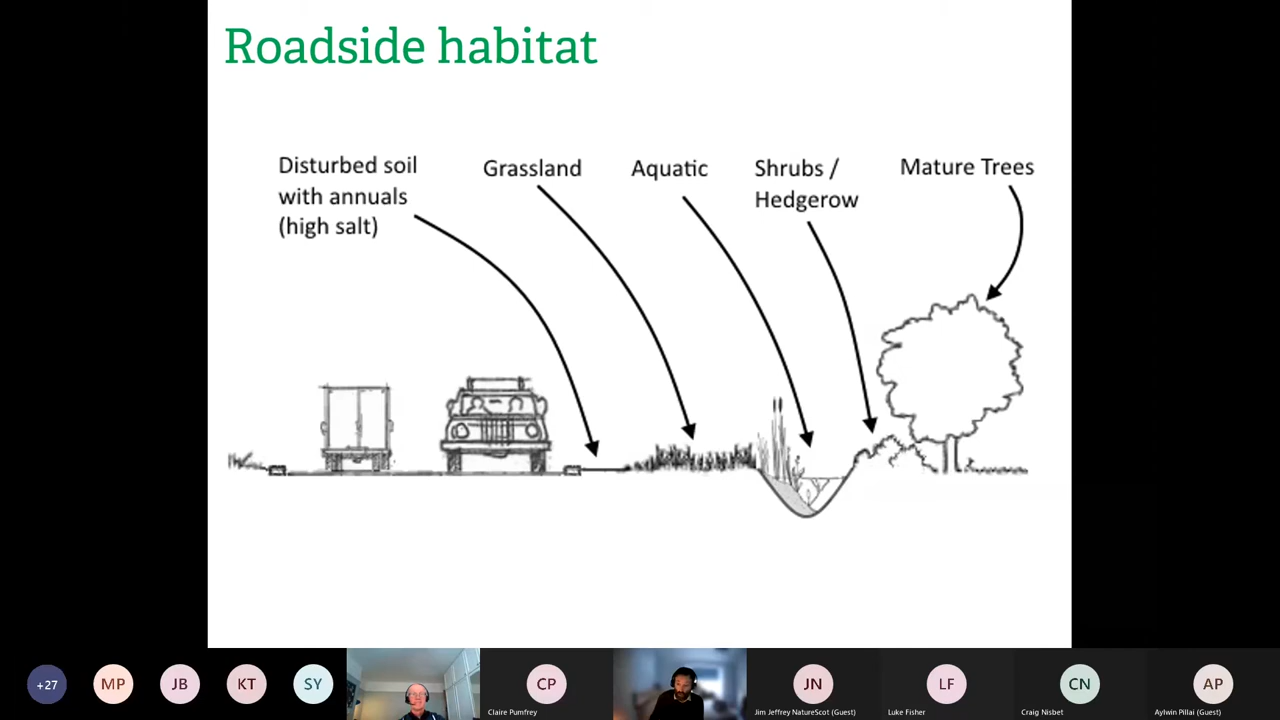 Roadside habitat
Disturbed soil
with annuals
(high salt)
Grassland
Aquatic
Shrubs /
Hedgerow
Mature Trees
+27
MP
JB
KT
SY
CP
Claire Pumfrey
JN
Jim Jeffrey NatureScot (Guest)
LF
Luke Fisher
CN
Craig Nisbet
AP
Aylwin Pillai (Guest)